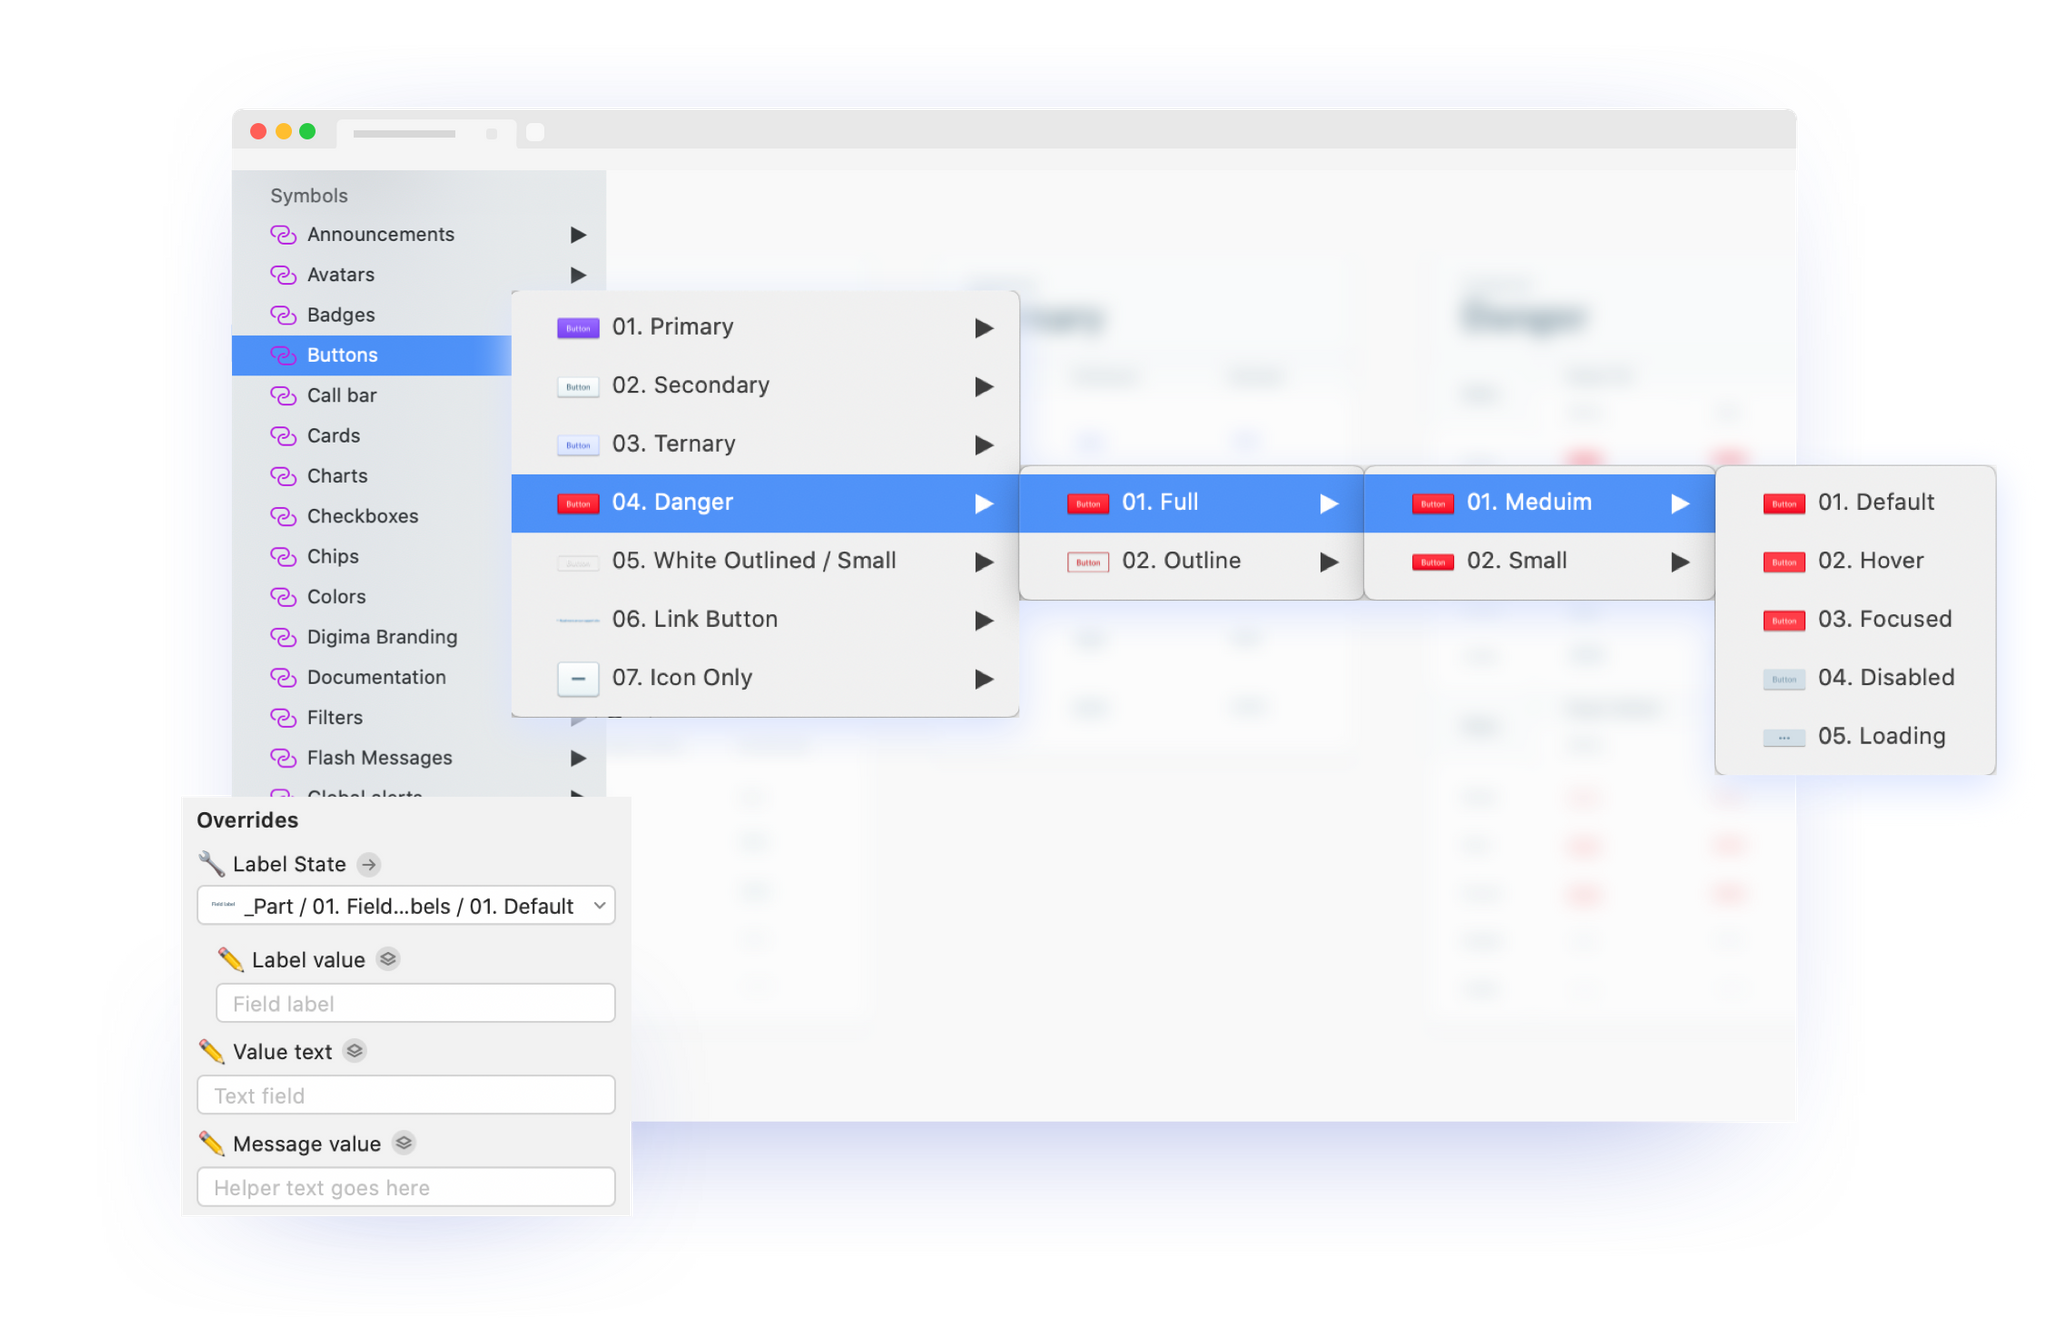 Symbols
Announcements
Avatars
Badges
Buttons
Call bar
Cards
Charts
Checkboxes
Chips
Colors
Digima Branding
Documentation
Filters
Flash Messages
Global alerts
Button 01. Primary
Button 02. Secondary
Button 03. Ternary
Button 04. Danger
05. White Outlined / Small
06. Link Button
07. Icon Only
Button 01. Full
Button 02. Outline
Button 01. Meduim
Button 02. Small
Button 01. Default
Button 02. Hover
Button 03. Focused
Button 04. Disabled
... 05. Loading
Danger
Overrides
Label State
Field label _Part / 01. Field...bels / 01. Default
Label value
Field label
Value text
Text field
Message value
Helper text goes here